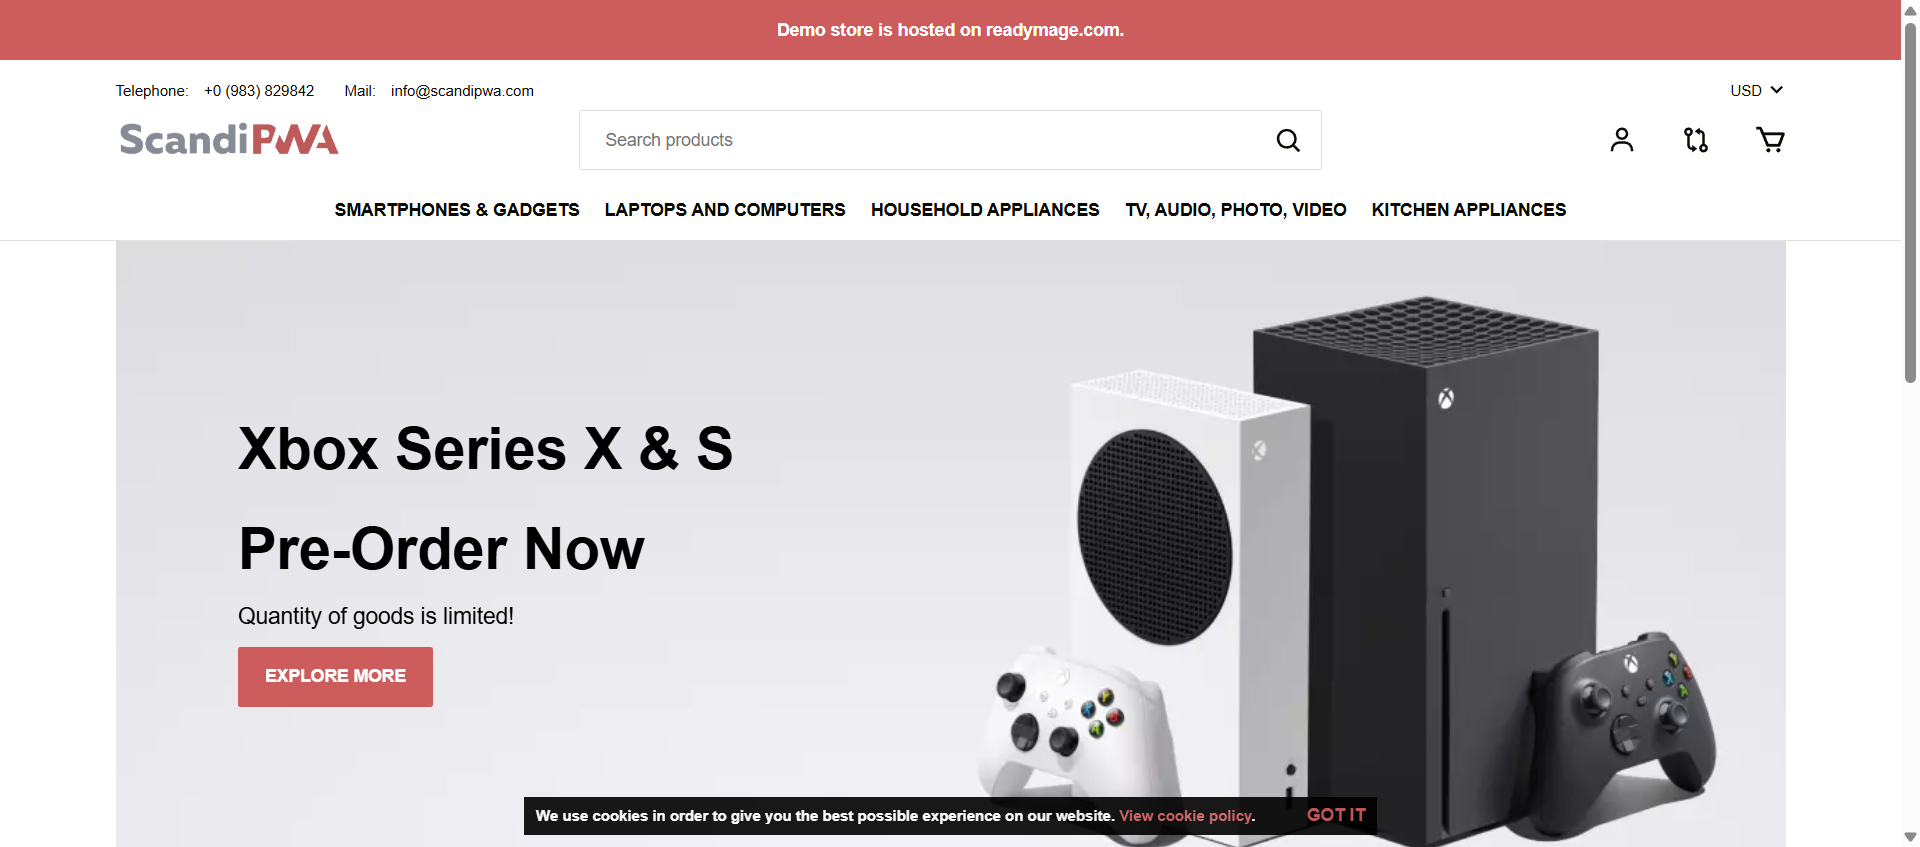 Demo store is hosted on readymage.com.
Telephone: +0 (983) 829842 Mail: info@scandipwa.com USD
ScandiPWA
Search products
SMARTPHONES & GADGETS LAPTOPS AND COMPUTERS HOUSEHOLD APPLIANCES TV, AUDIO, PHOTO, VIDEO KITCHEN APPLIANCES
Xbox Series X & S
Pre-Order Now
Quantity of goods is limited!
EXPLORE MORE
We use cookies in order to give you the best possible experience on our website. View cookie policy. GOT IT